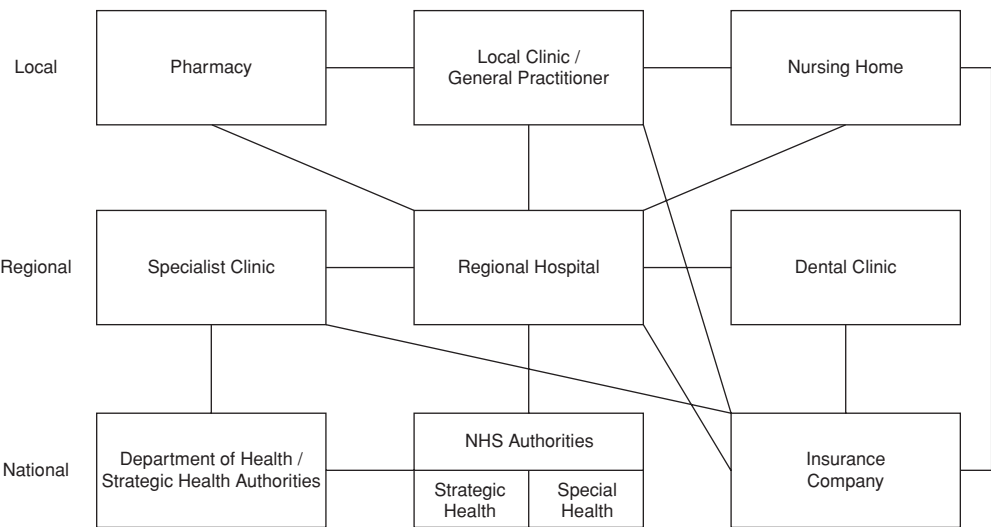 Local
Pharmacy
Local Clinic /
General Practitioner
Nursing Home
Regional
Specialist Clinic
Regional Hospital
Dental Clinic
National
Department of Health /
Strategic Health Authorities
NHS Authorities
Strategic
Health
Special
Health
Insurance
Company